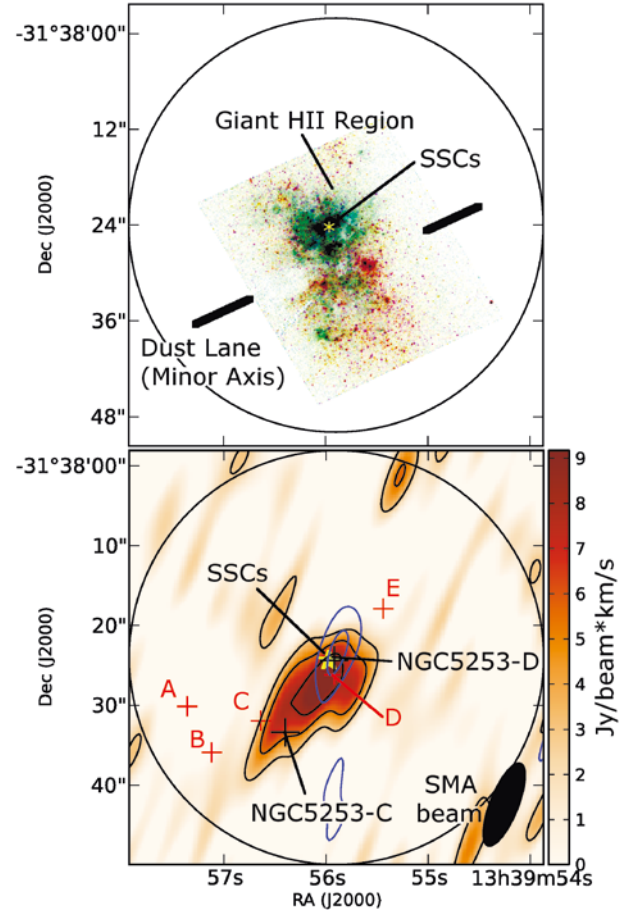 -31°38'00"
12"
24"
36"
48"
Dec (J2000)
Giant HII Region
SSCs
Dust Lane
(Minor Axis)
-31°38'00"
10"
20"
30"
40"
Dec (J2000)
SSCs
E
NGC5253-D
A
C
B
D
NGC5253-C
SMA
beam
57s
56s
55s
13h39m54s
RA (J2000)
9
8
7
6
5
4
3
2
1
0
Jy/beam*km/s